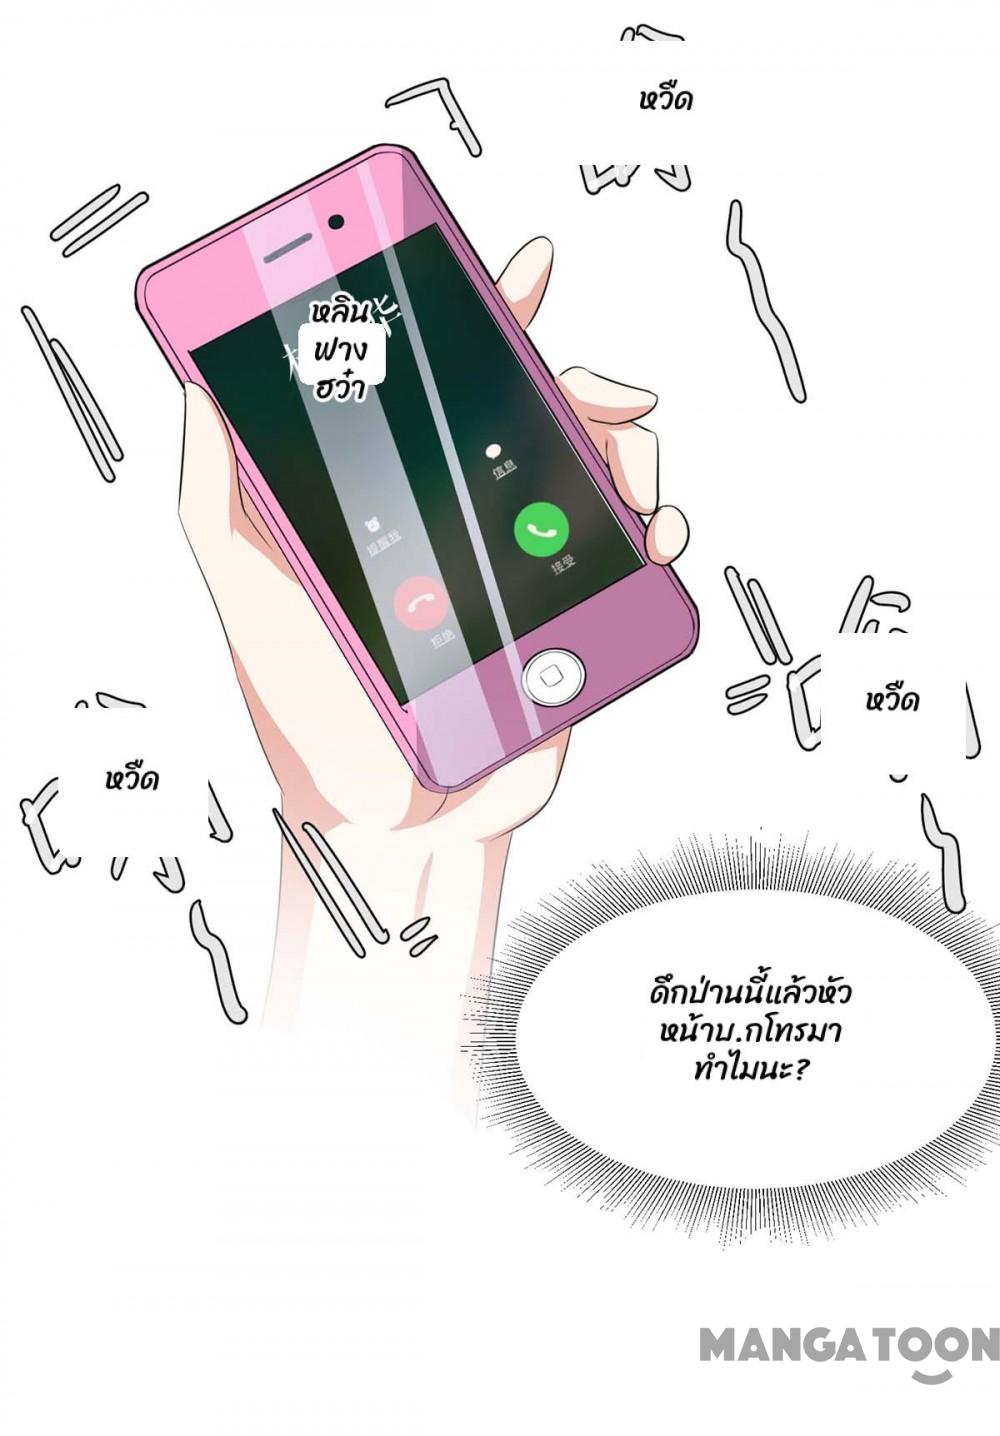 หวืด
หลิน
ฟาง
ฮว๋า
信息
提醒我
接受
拒绝
หวืด
หวืด
ดึกป่านนี้แล้วหัว
หน้าบ.กโทรมา
ทำไมนะ?
MANGATOON